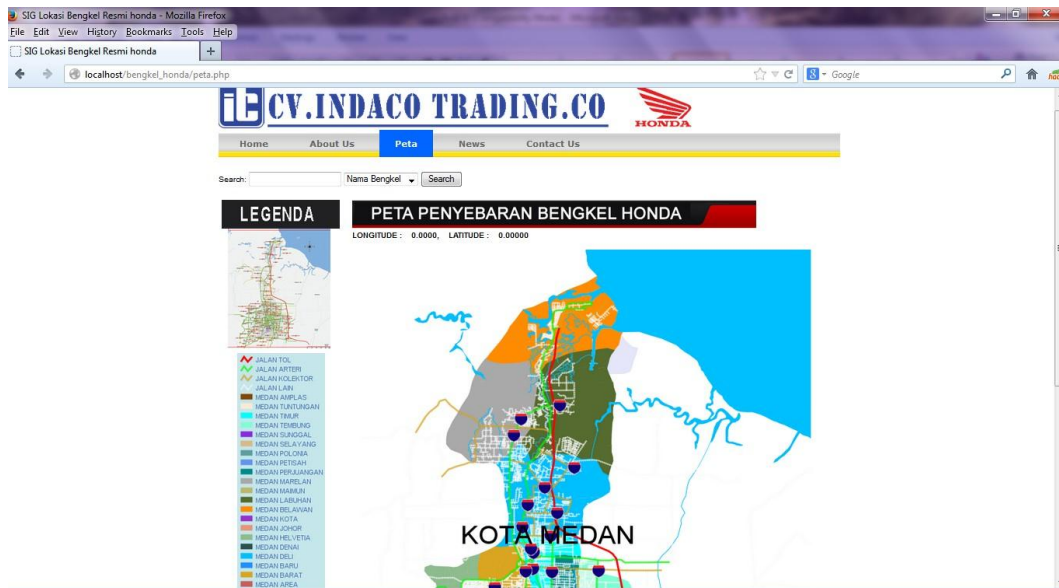 SIG Lokasi Bengkel Resmi honda - Mozilla Firefox
File Edit View History Bookmarks Tools Help
SIG Lokasi Bengkel Resmi honda
localhost/bengkel_honda/peta.php
Google
CV.INDACO TRADING.CO
HONDA
Home About Us Peta News Contact Us
Search: Nama Bengkel Search
LEGENDA
PETA PENYEBARAN BENGKEL HONDA
LONGITUDE : 0.0000, LATITUDE : 0.00000
JALAN TOL
JALAN ARTERI
JALAN KOLEKTOR
JALAN LAIN
MEDAN AMPLAS
MEDAN TUNTUNGAN
MEDAN TIMUR
MEDAN TEMBUNG
MEDAN SUNGGAL
MEDAN SELAYANG
MEDAN POLONIA
MEDAN PETISAH
MEDAN PERJUANGAN
MEDAN MARELAN
MEDAN MAIMUN
MEDAN LABUHAN
MEDAN BELAWAN
MEDAN KOTA
MEDAN JOHOR
MEDAN HELVETIA
MEDAN DENAI
MEDAN DELI
MEDAN BARU
MEDAN BARAT
MEDAN AREA
KOTA MEDAN